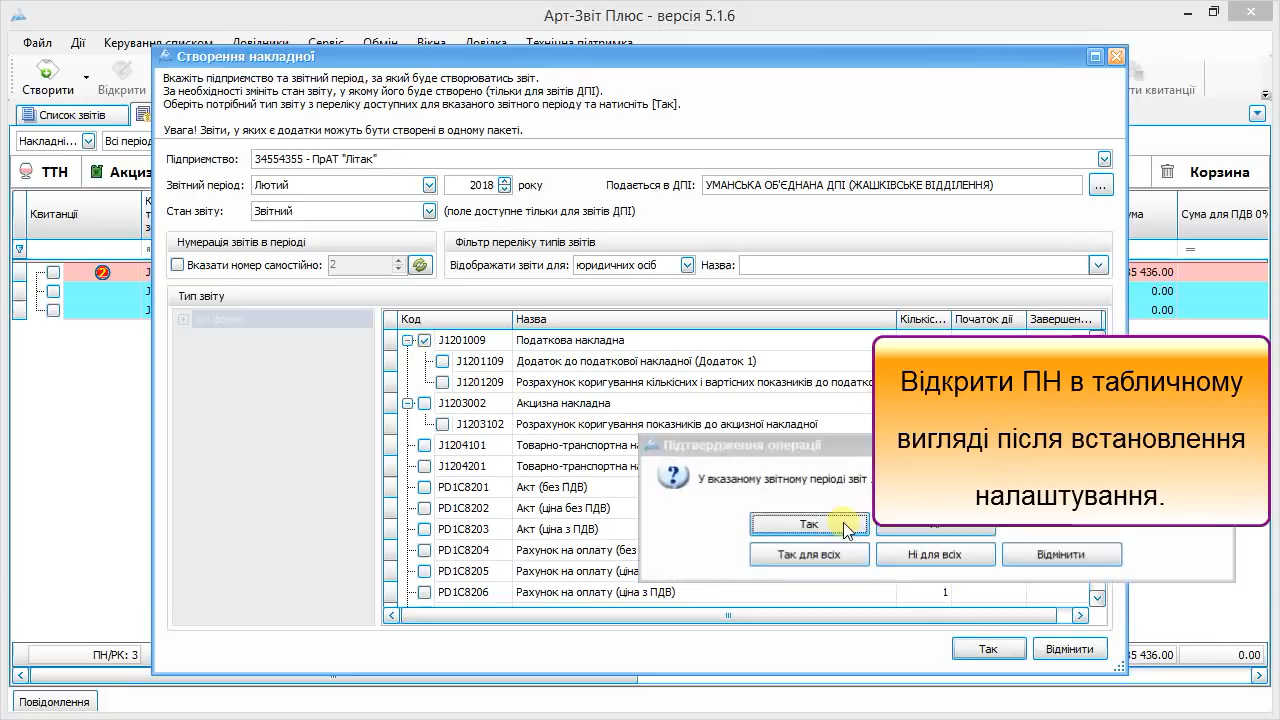 Арт-Звіт Плюс - версія 5.1.6
Файл Дії Керування списком Довідники Сервіс Обмін Вікна Довідка Технічна підтримка
Створити Відкрити квитанції
Список звітів
Накладні... Всі період
ТТН Акциз Корзина
Квитанції Сума для ПДВ 0%
Створення накладної
Вкажіть підприємство та звітний період, за який буде створюватись звіт.
За необхідності змініть стан звіту, у якому його буде створено (тільки для звітів ДПІ).
Оберіть потрібний тип звіту з переліку доступних для вказаного звітного періоду та натисніть [Так].
Увага! Звіти, у яких є додатки можуть бути створені в одному пакеті.
Підприємство: 34554355 - ПрАТ "Літак"
Звітний період: Лютий 2018 року Подається в ДПІ: УМАНСЬКА ОБ'ЄДНАНА ДПІ (ЖАШКІВСЬКЕ ВІДДІЛЕННЯ) ...
Стан звіту: Звітний (поле доступне тільки для звітів ДПІ)
Нумерація звітів в періоді Фільтр переліку типів звітів
Вказати номер самостійно: 2 Відображати звіти для: юридичних осіб Назва:
Тип звіту
Код Назва Кількіс... Початок дії Завершен...
J1201009 Податкова накладна
J1201109 Додаток до податкової накладної (Додаток 1)
J1201209 Розрахунок коригування кількісних і вартісних показників до податко
J1203002 Акцизна накладна
J1203102 Розрахунок коригування показників до акцизної накладної
J1204101 Товарно-транспортна на
J1204201 Товарно-транспортна на
PD1C8201 Акт (без ПДВ)
PD1C8202 Акт (ціна без ПДВ)
PD1C8203 Акт (ціна з ПДВ)
PD1C8204 Рахунок на оплату (без
PD1C8205 Рахунок на оплату (ціна
PD1C8206 Рахунок на оплату (ціна з ПДВ) 1
Підтвердження операції
У вказаному звітному періоді звіт
Так
Так для всіх Ні для всіх Відмінити
Відкрити ПН в табличному
вигляді після встановлення
налаштування.
Так Відмінити
2 5 436.00
0.00
0.00
ПН/РК: 3 5 436.00 0.00
Повідомлення